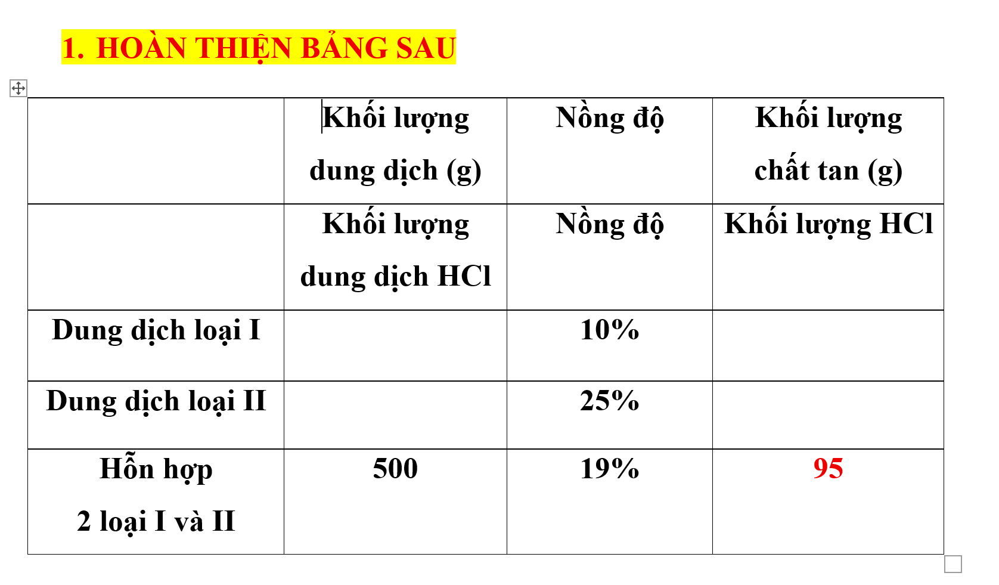 1. HOÀN THIỆN BẢNG SAU
Khối lượng Nồng độ Khối lượng
dung dịch (g) chất tan (g)
Khối lượng Nồng độ Khối lượng HCl
dung dịch HCl
Dung dịch loại I 10%
Dung dịch loại II 25%
Hỗn hợp 500 19% 95
2 loại I và II